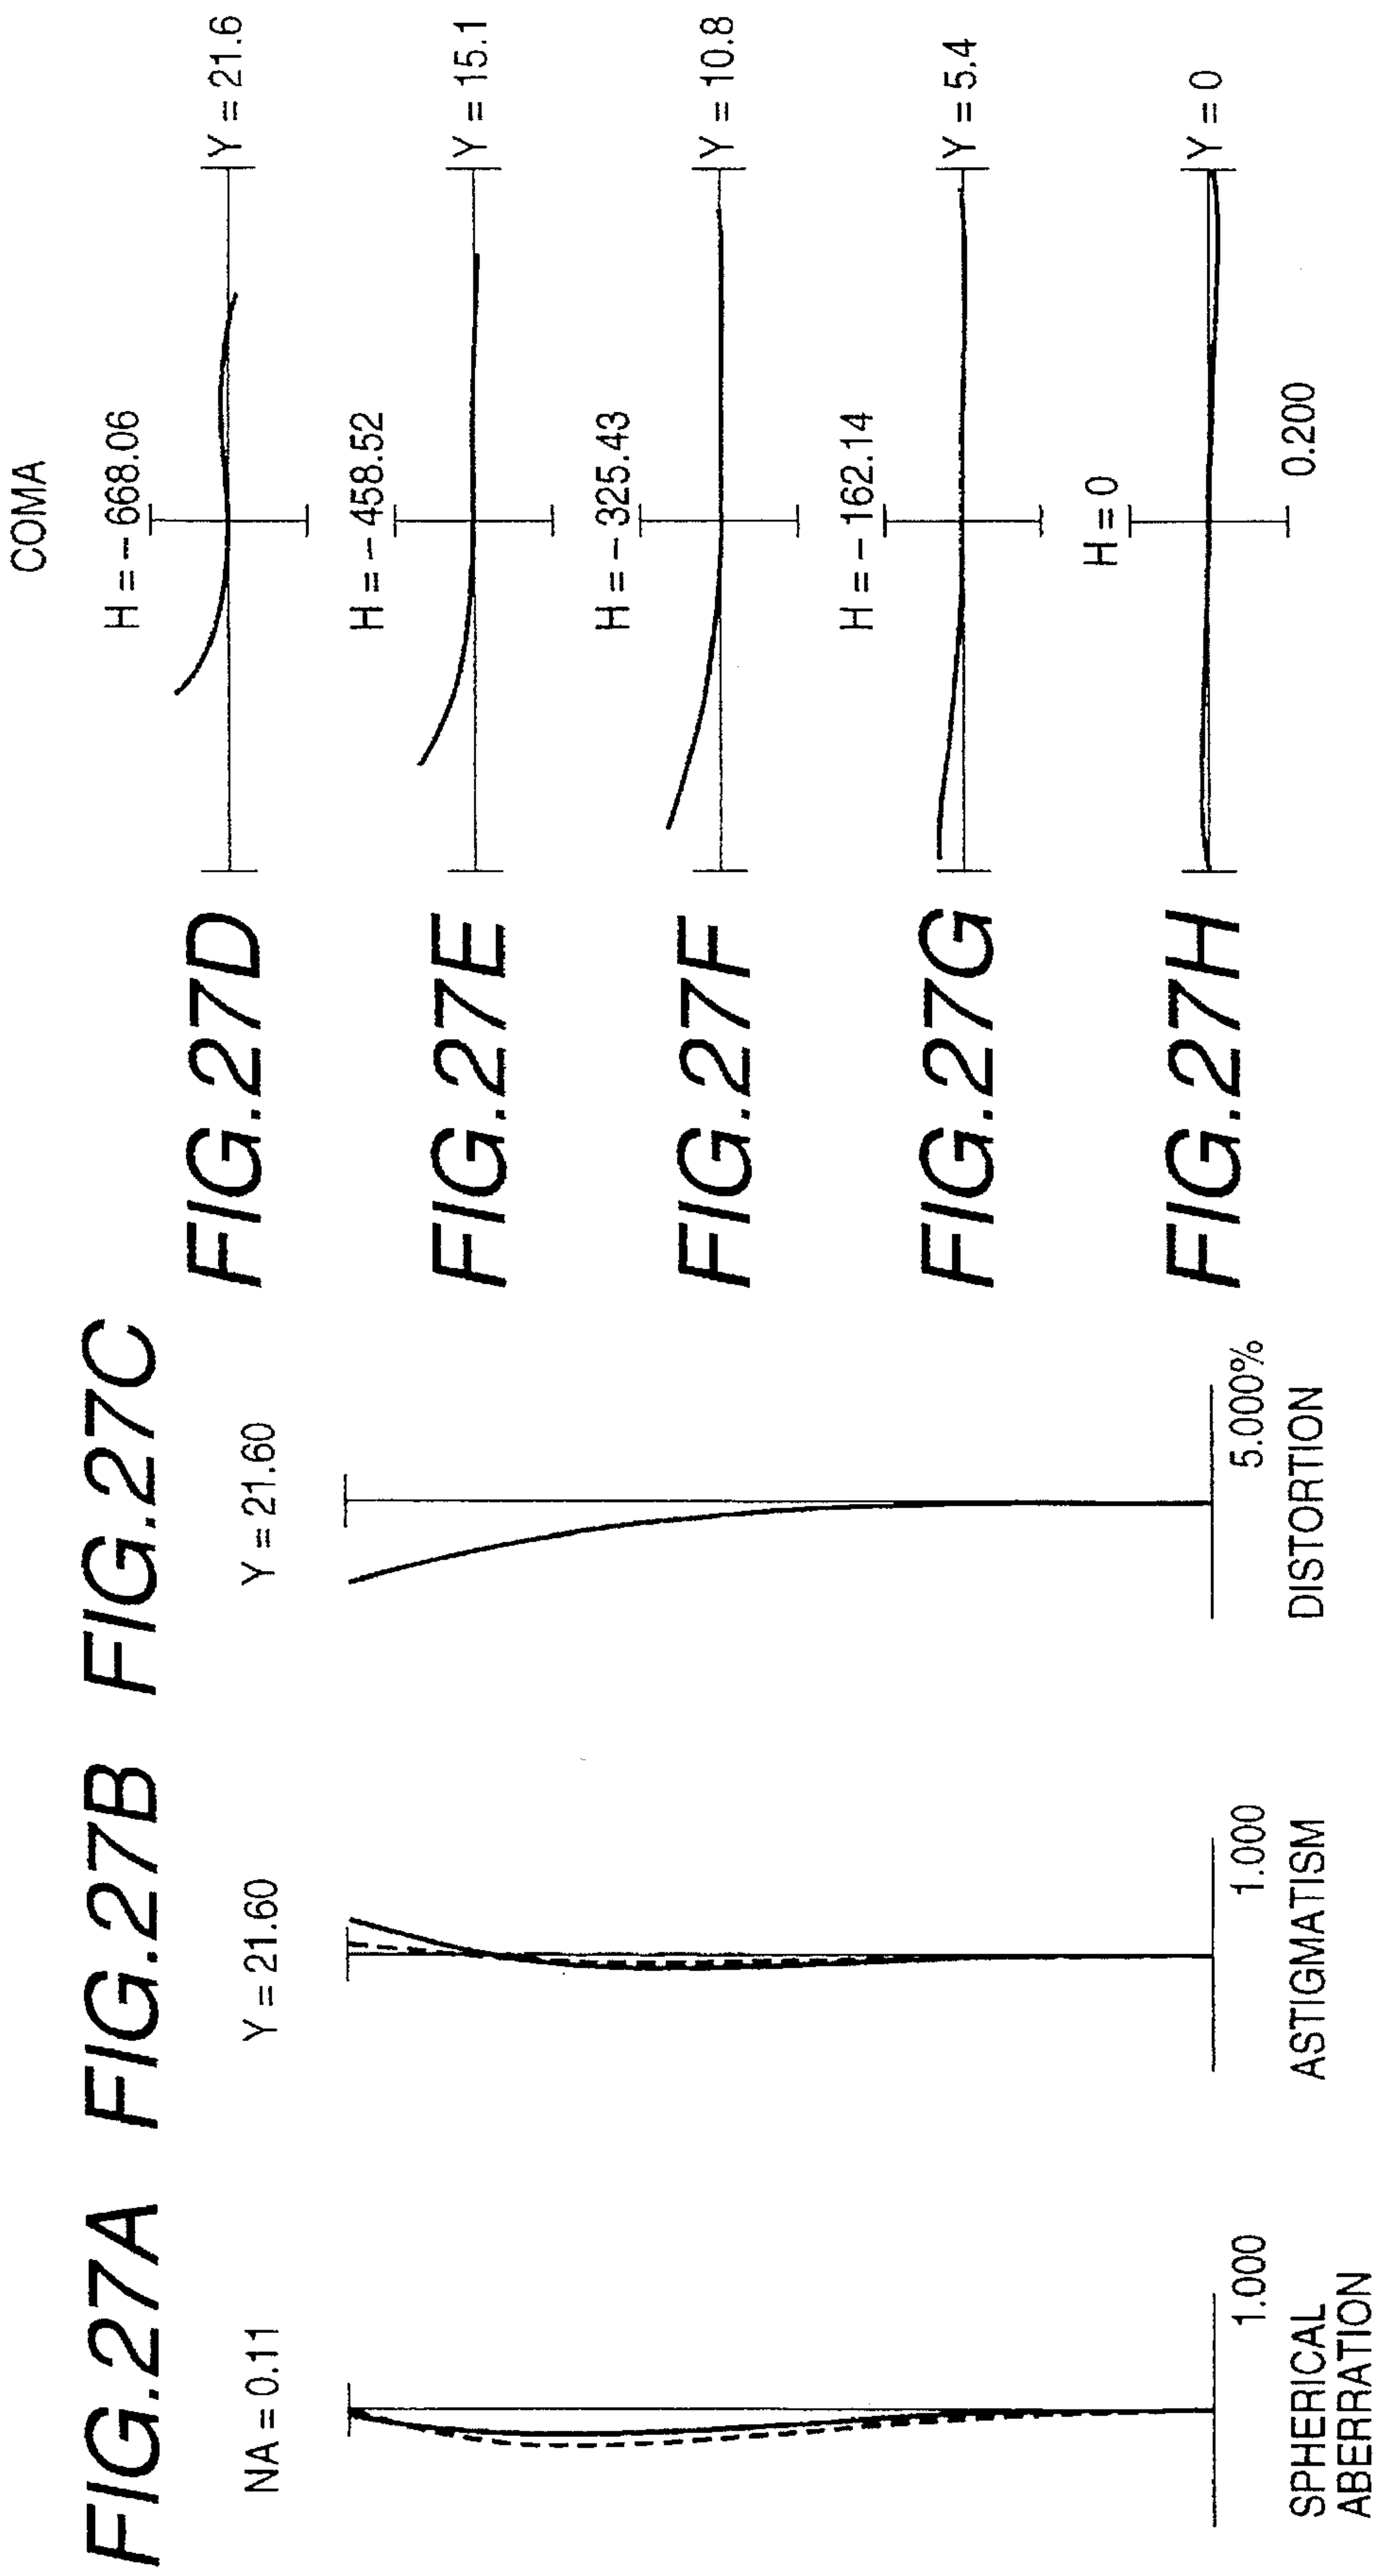 FIG.27A
NA = 0.11
1.000
SPHERICAL
ABERRATION
FIG.27B
Y = 21.60
1.000
ASTIGMATISM
FIG.27C
Y = 21.60
5.000%
DISTORTION
COMA
FIG.27D
H = - 668.06
Y = 21.6
FIG.27E
H = - 458.52
Y = 15.1
FIG.27F
H = - 325.43
Y = 10.8
FIG.27G
H = - 162.14
Y = 5.4
FIG.27H
H = 0
Y = 0
0.200